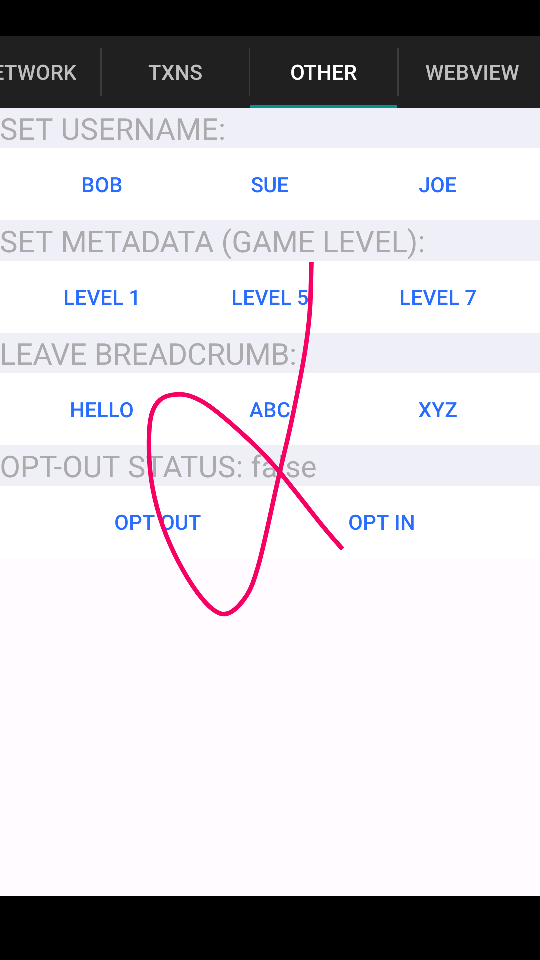 ETWORK TXNS OTHER WEBVIEW
SET USERNAME:
BOB SUE JOE
SET METADATA (GAME LEVEL):
LEVEL 1 LEVEL 5 LEVEL 7
LEAVE BREADCRUMB:
HELLO ABC XYZ
OPT-OUT STATUS: false
OPT OUT OPT IN